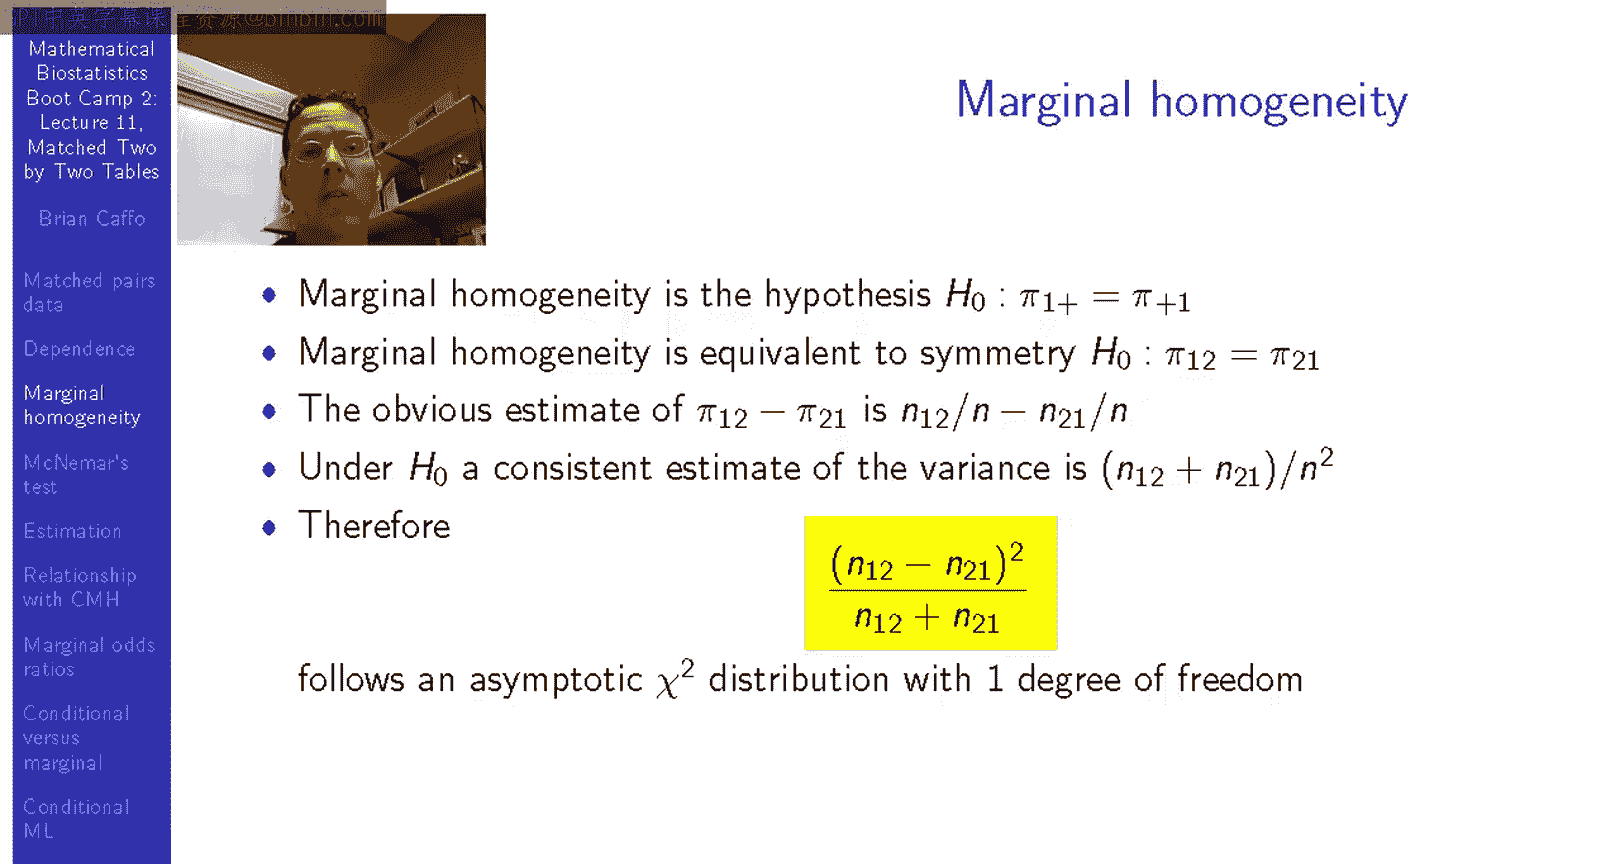 Mathematical
Biostatistics
Boot Camp 2:
Lecture 11,
Matched Two
by Two Tables
Brian Caffo
Matched pairs
data
Dependence
Marginal
homogeneity
McNemar's
test
Estimation
Relationship
with CMH
Marginal odds
ratios
Conditional
versus
marginal
Conditional
ML
Marginal homogeneity
• Marginal homogeneity is the hypothesis H₀ : π₁₊ = π₊₁
• Marginal homogeneity is equivalent to symmetry H₀ : π₁₂ = π₂₁
• The obvious estimate of π₁₂ − π₂₁ is n₁₂/n − n₂₁/n
• Under H₀ a consistent estimate of the variance is (n₁₂ + n₂₁)/n²
• Therefore
(n₁₂ − n₂₁)²
n₁₂ + n₂₁
follows an asymptotic χ² distribution with 1 degree of freedom